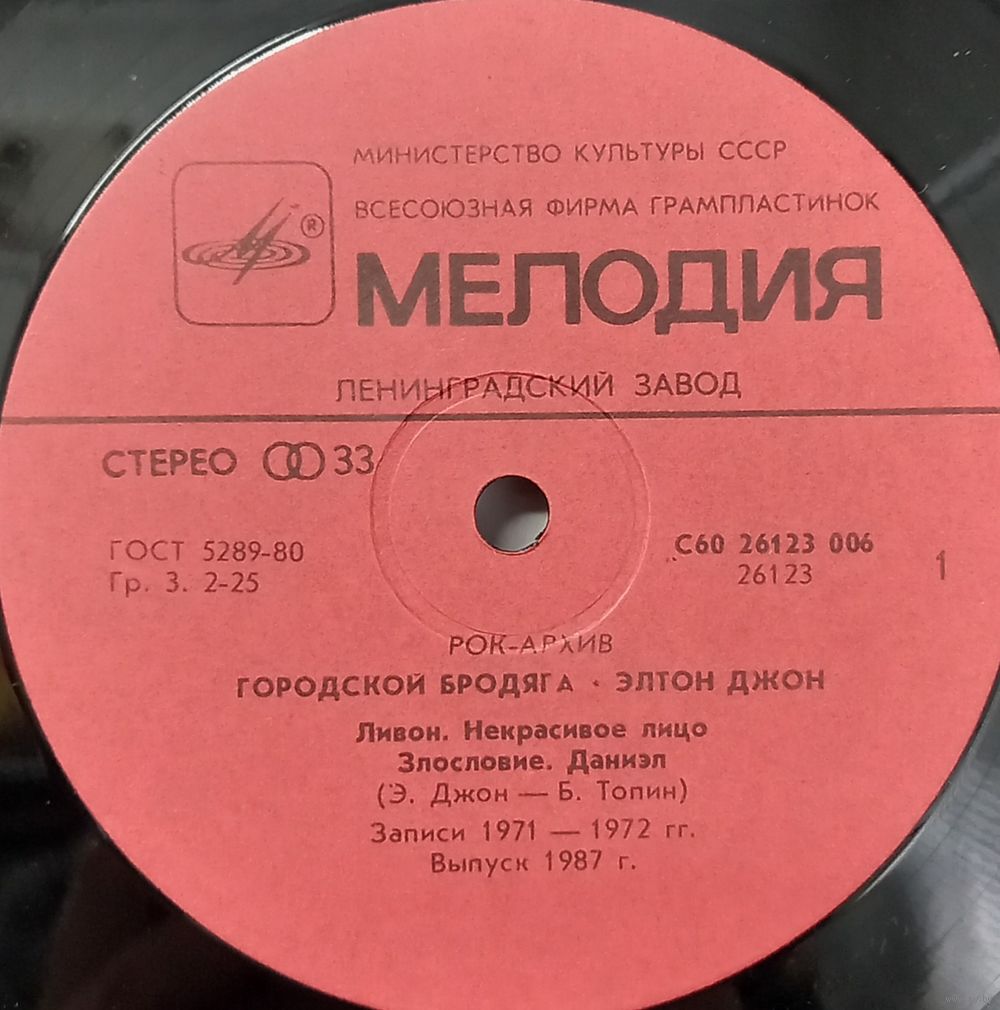 МИНИСТЕРСТВО КУЛЬТУРЫ СССР
ВСЕСОЮЗНАЯ ФИРМА ГРАМПЛАСТИНОК
®
МЕЛОДИЯ
ЛЕНИНГРАДСКИЙ ЗАВОД
СТЕРЕО 33
ГОСТ 5289-80
Гр. 3. 2-25
С60 26123 006
26123
1
РОК-АРХИВ
ГОРОДСКОЙ БРОДЯГА · ЭЛТОН ДЖОН
Ливон. Некрасивое лицо
Злословие. Даниэл
(Э. Джон — Б. Топин)
Записи 1971 — 1972 гг.
Выпуск 1987 г.